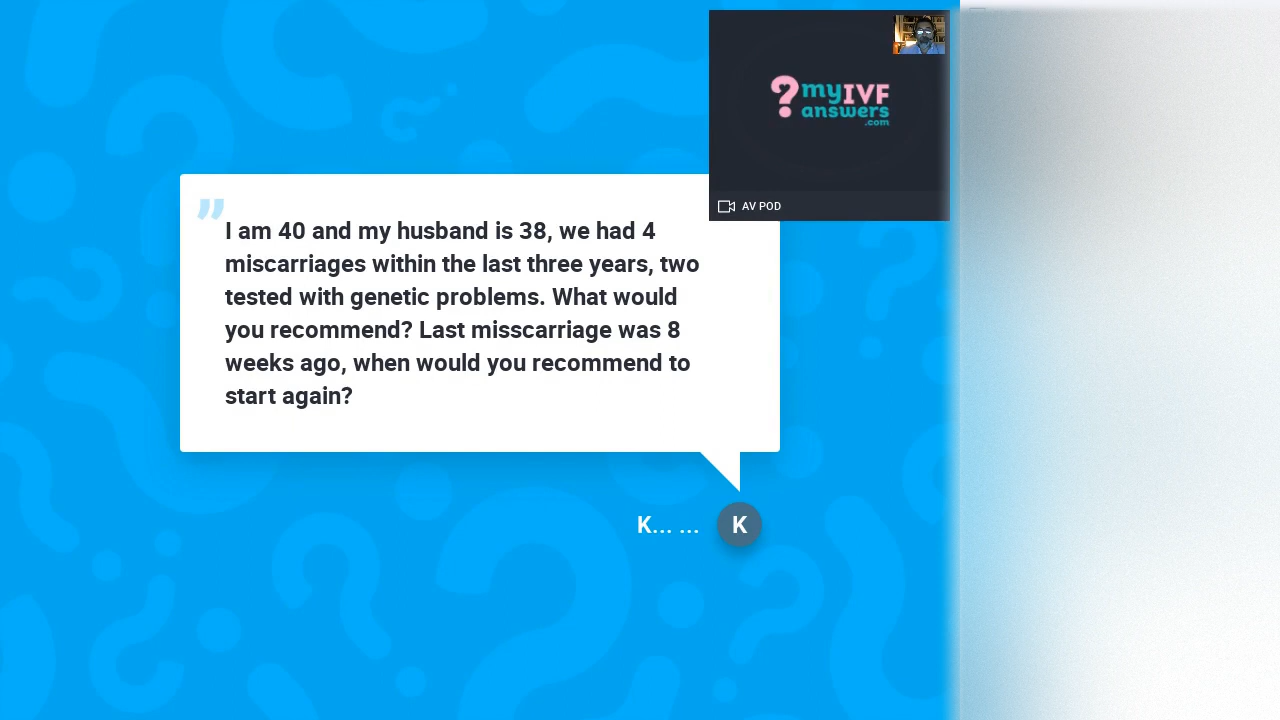 ?myIVF
answers
.com
AV POD
”
I am 40 and my husband is 38, we had 4
miscarriages within the last three years, two
tested with genetic problems. What would
you recommend? Last misscarriage was 8
weeks ago, when would you recommend to
start again?
K... ...
K